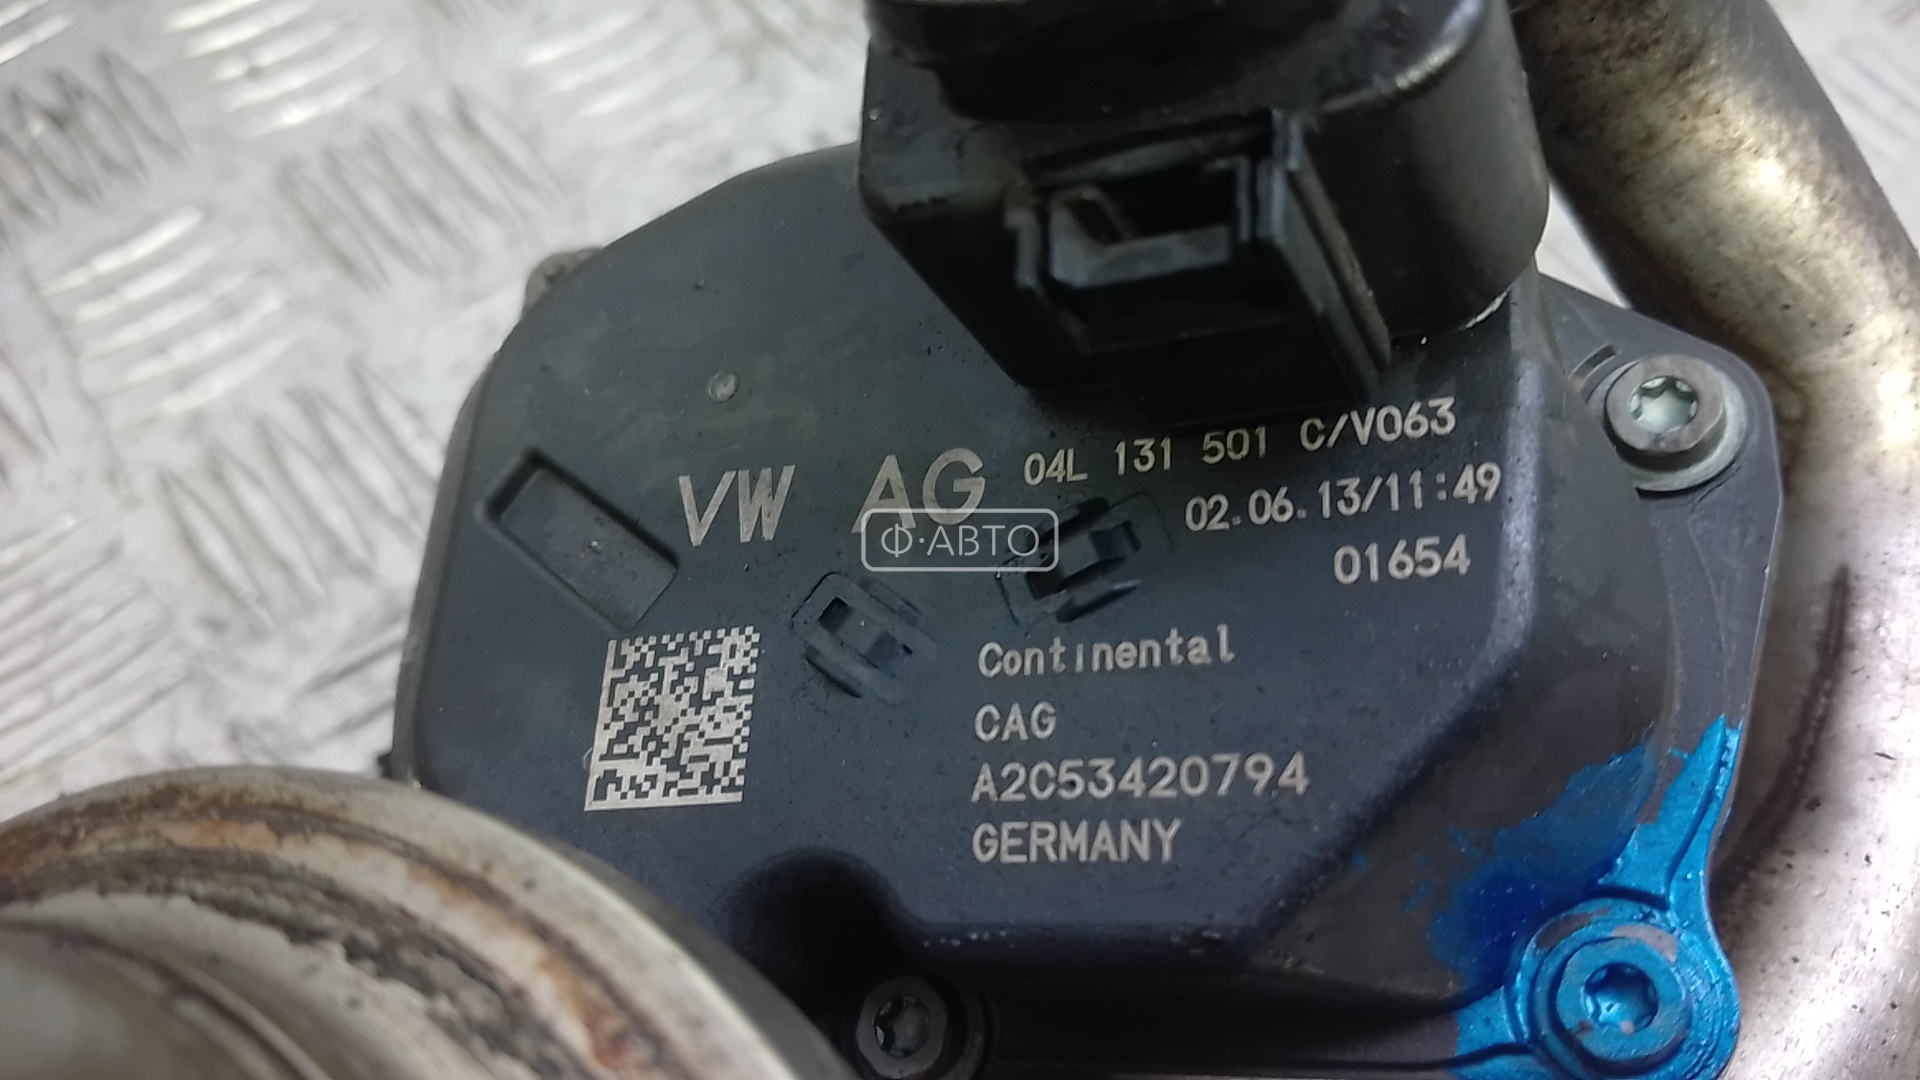 VW AG 04L 131 501 C/V063
02.06.13/11:49
01654
Ф·АВТО
Continental
CAG
A2C53420794
GERMANY